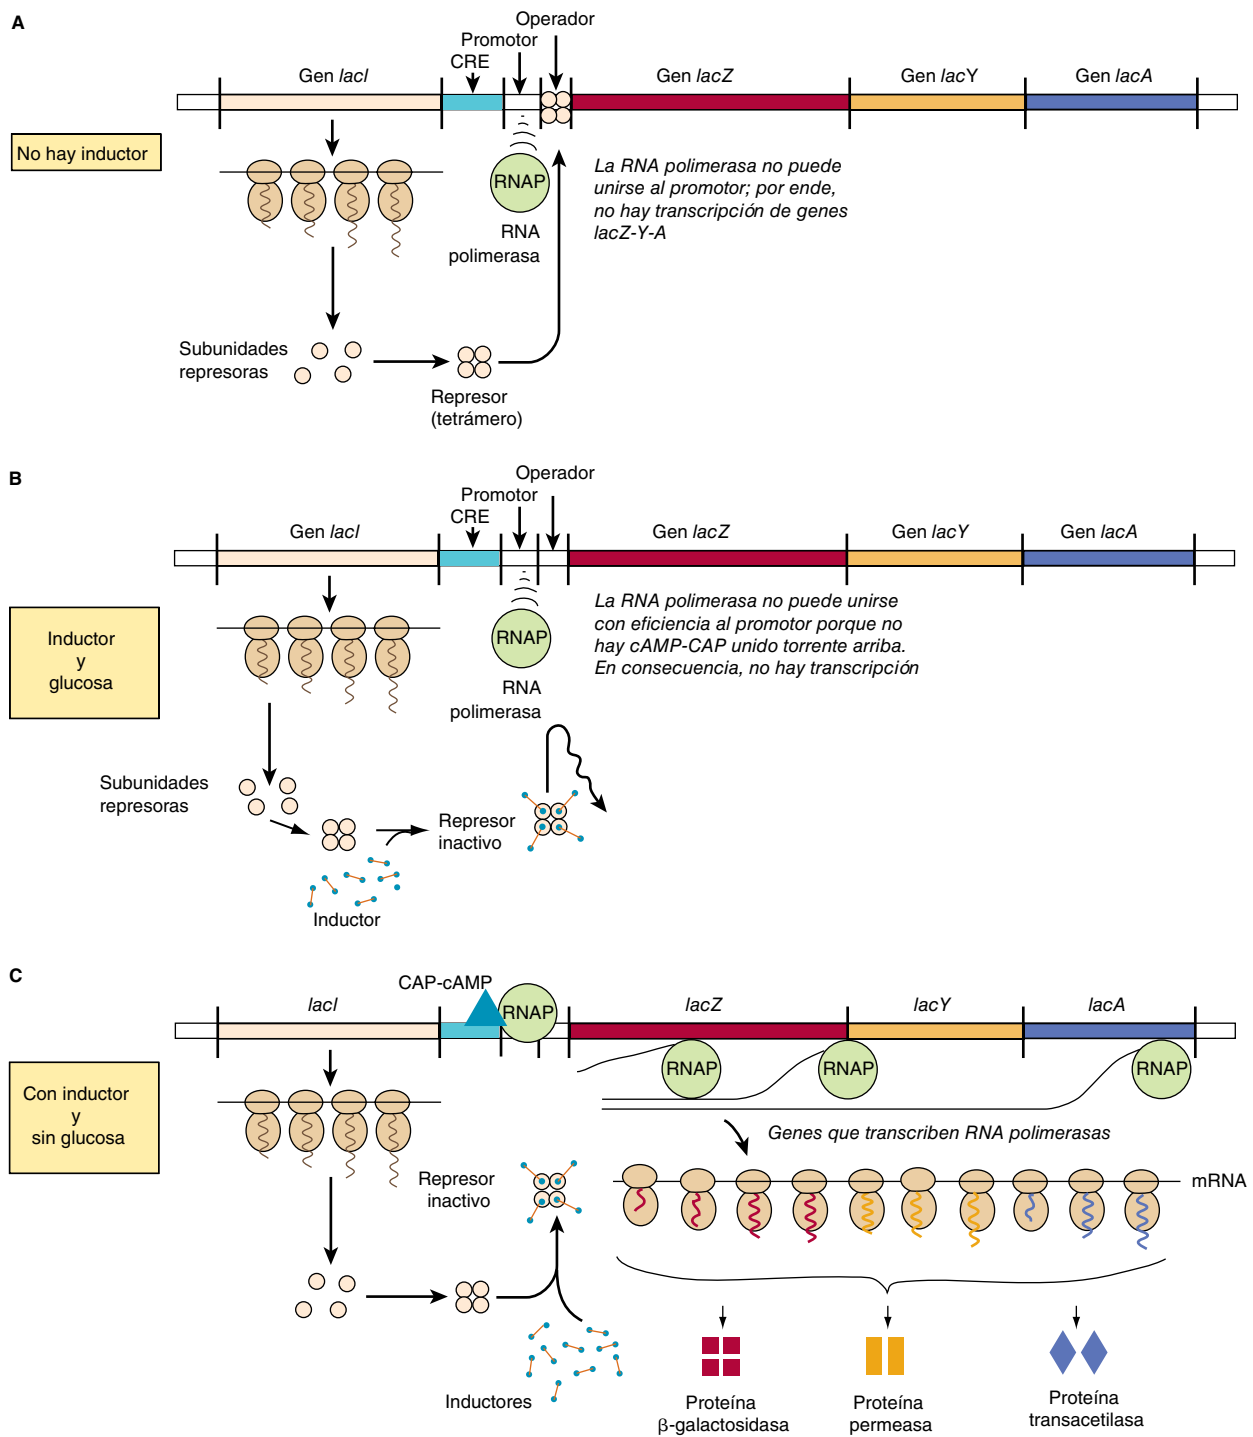 A
Operador
Promotor
CRE
Gen lacI
Gen lacZ
Gen lacY
Gen lacA
No hay inductor
RNAP
RNA
polimerasa
La RNA polimerasa no puede
unirse al promotor; por ende,
no hay transcripción de genes
lacZ-Y-A
Subunidades
represoras
Represor
(tetrámero)
B
Operador
Promotor
CRE
Gen lacI
Gen lacZ
Gen lacY
Gen lacA
Inductor
y
glucosa
RNAP
RNA
polimerasa
La RNA polimerasa no puede unirse
con eficiencia al promotor porque no
hay cAMP-CAP unido torrente arriba.
En consecuencia, no hay transcripción
Subunidades
represoras
Represor
inactivo
Inductor
C
CAP-cAMP
lacI
RNAP
lacZ
lacY
lacA
RNAP
RNAP
RNAP
Con inductor
y
sin glucosa
Genes que transcriben RNA polimerasas
Represor
inactivo
mRNA
Inductores
Proteína
β-galactosidasa
Proteína
permeasa
Proteína
transacetilasa